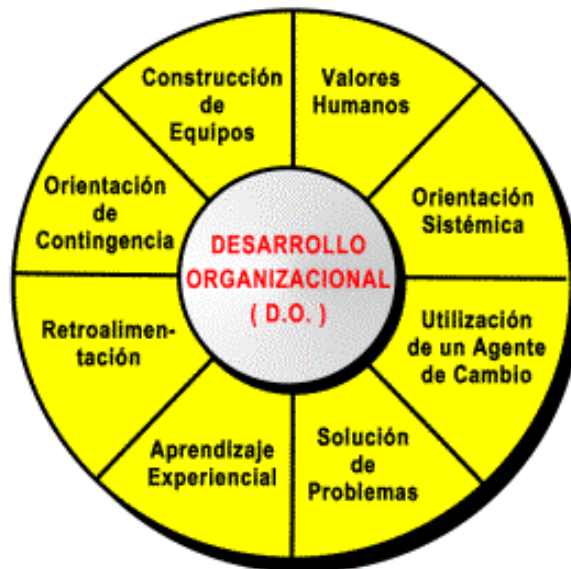 Construcción
de
Equipos
Valores
Humanos
Orientación
Sistémica
Utilización
de un Agente
de Cambio
Solución
de
Problemas
Aprendizaje
Experiencial
Retroalimen-
tación
Orientación
de
Contingencia
DESARROLLO
ORGANIZACIONAL
( D.O. )